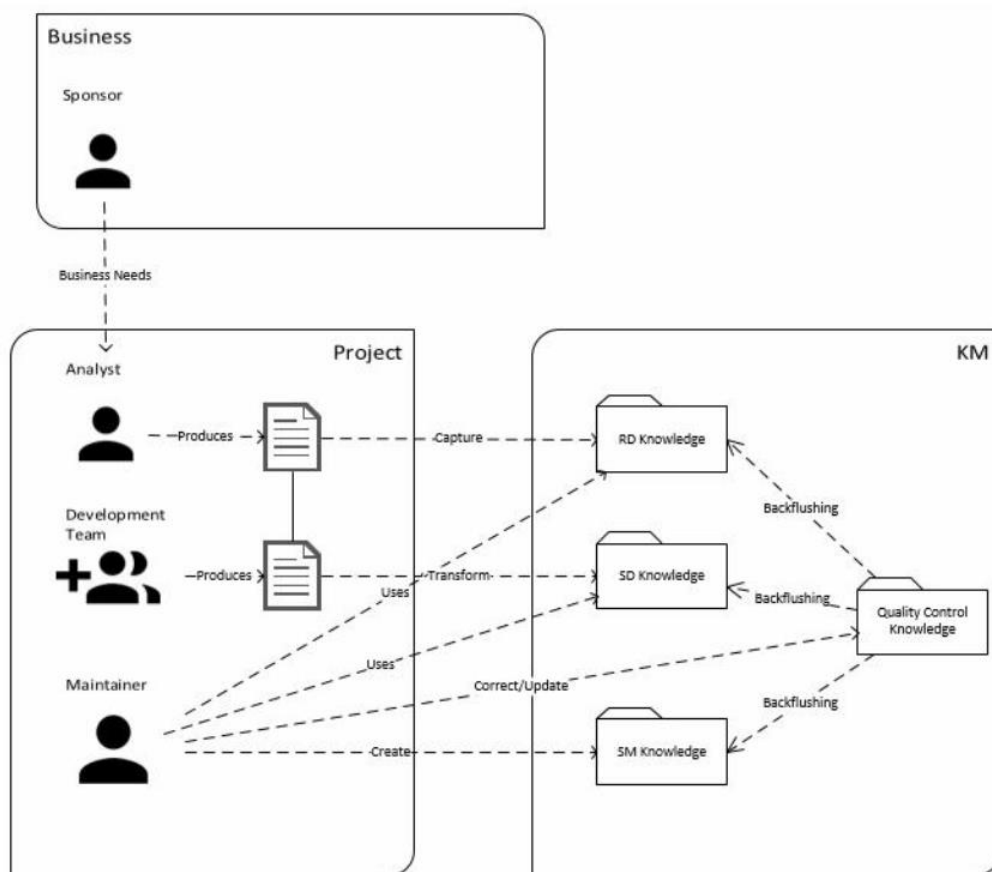 Business
Sponsor
Business Needs
Project
KM
Analyst
Produces
Capture
RD Knowledge
Backflushing
Development
Team
Produces
Transform
SD Knowledge
Uses
Backflushing
Quality Control
Knowledge
Uses
Maintainer
Correct/Update
Backflushing
Create
SM Knowledge